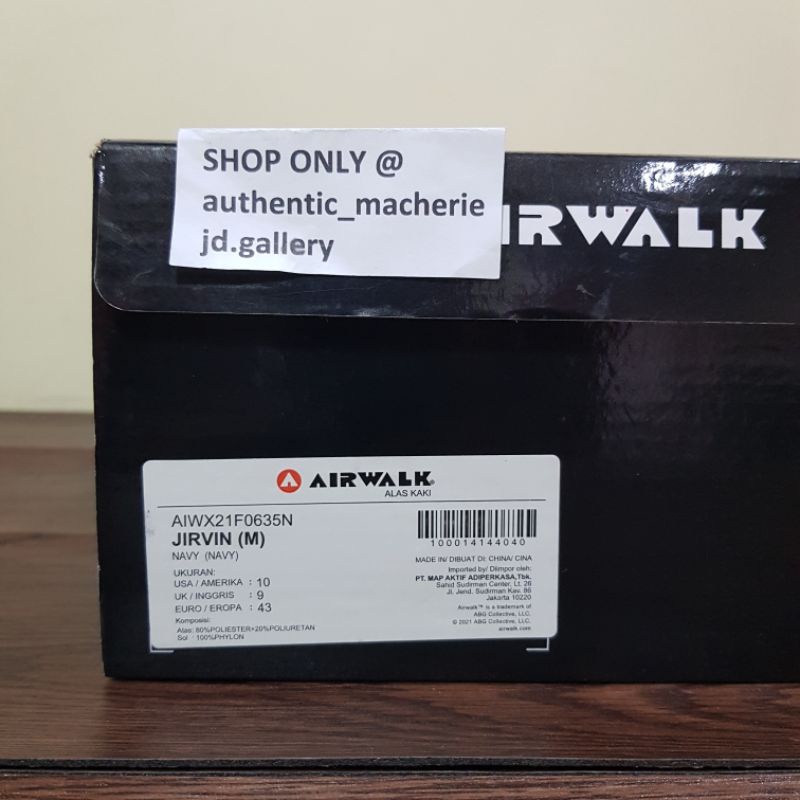 SHOP ONLY @
authentic_macherie
jd.gallery
IRWALK
AIRWALK
ALAS KAKI
AIWX21F0635N
JIRVIN (M)
NAVY (NAVY)
UKURAN:
USA / AMERIKA : 10
UK / INGGRIS : 9
EURO / EROPA : 43
Komposisi:
Alas: 80%POLIESTER+20%POLIURETAN
Sol : 100%PHYLON
100014144040
MADE IN/ DIBUAT DI: CHINA/ CINA
Imported by/ Diimpor oleh:
PT. MAP AKTIF ADIPERKASA,Tbk.
Sahid Sudirman Center, Lt. 26
Jl. Jend. Sudirman Kav. 86
Jakarta 10220
Airwalk™ is a trademark of
ABG Collective, LLC.
© 2021 ABG Collective, LLC.
airwalk.com